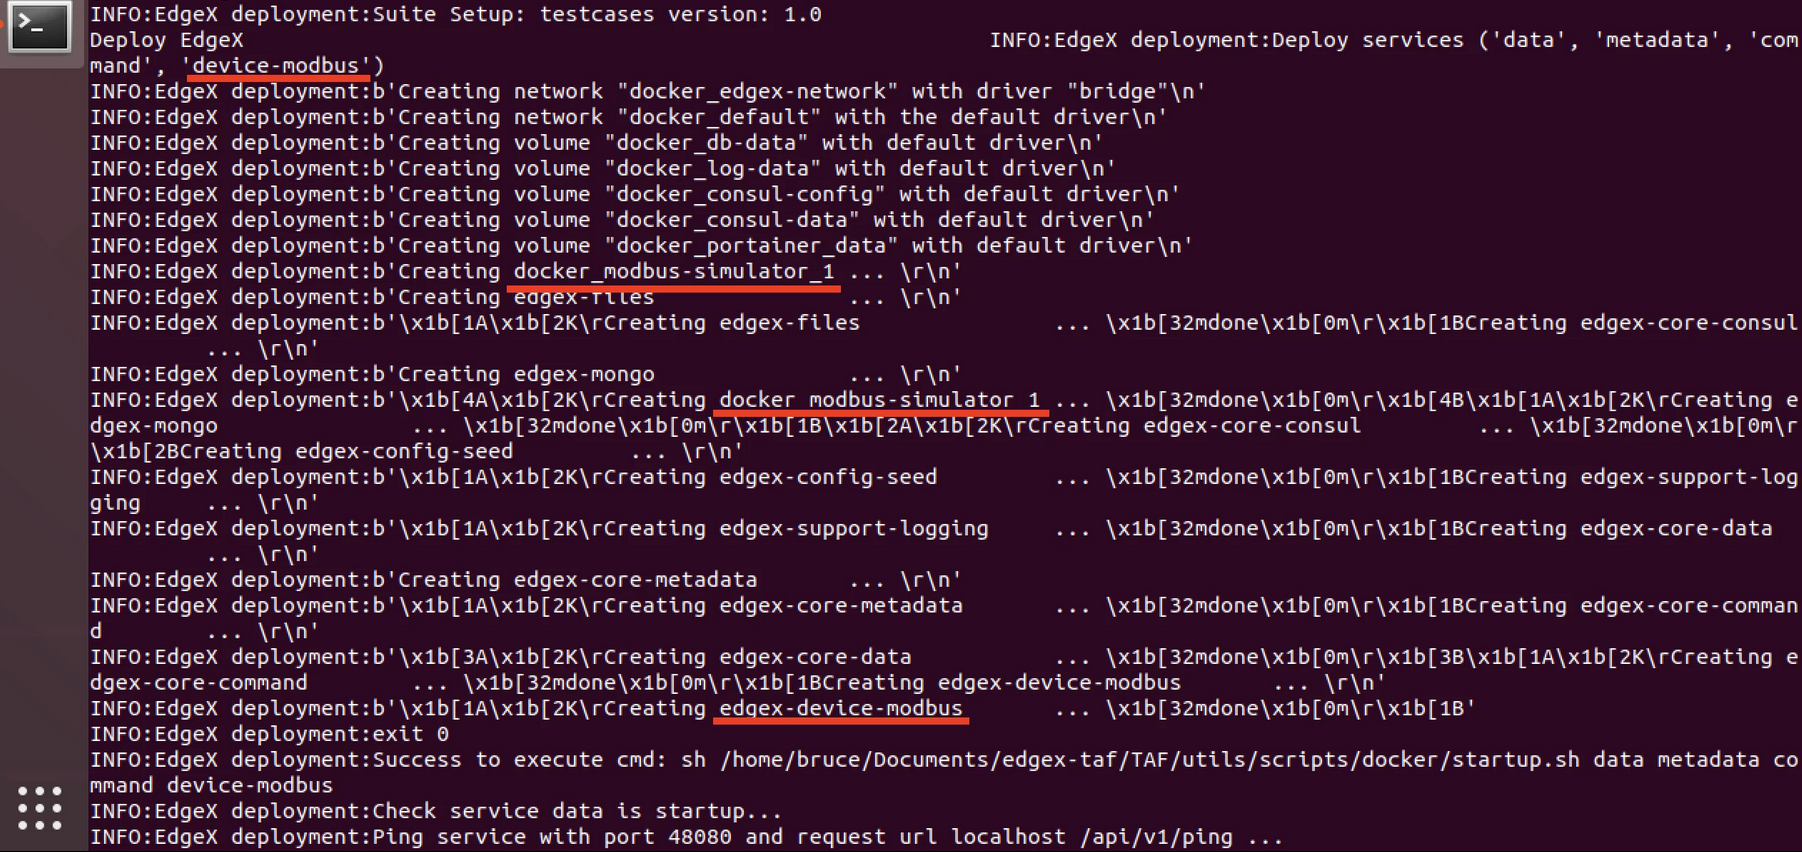 INFO:EdgeX deployment:Suite Setup: testcases version: 1.0
Deploy EdgeX                                                          INFO:EdgeX deployment:Deploy services ('data', 'metadata', 'com
mand', 'device-modbus')
INFO:EdgeX deployment:b'Creating network "docker_edgex-network" with driver "bridge"\n'
INFO:EdgeX deployment:b'Creating network "docker_default" with the default driver\n'
INFO:EdgeX deployment:b'Creating volume "docker_db-data" with default driver\n'
INFO:EdgeX deployment:b'Creating volume "docker_log-data" with default driver\n'
INFO:EdgeX deployment:b'Creating volume "docker_consul-config" with default driver\n'
INFO:EdgeX deployment:b'Creating volume "docker_consul-data" with default driver\n'
INFO:EdgeX deployment:b'Creating volume "docker_portainer_data" with default driver\n'
INFO:EdgeX deployment:b'Creating docker_modbus-simulator_1 ... \r\n'
INFO:EdgeX deployment:b'Creating edgex-files               ... \r\n'
INFO:EdgeX deployment:b'\x1b[1A\x1b[2K\rCreating edgex-files               ... \x1b[32mdone\x1b[0m\r\x1b[1BCreating edgex-core-consul
         ... \r\n'
INFO:EdgeX deployment:b'Creating edgex-mongo               ... \r\n'
INFO:EdgeX deployment:b'\x1b[4A\x1b[2K\rCreating docker_modbus-simulator_1 ... \x1b[32mdone\x1b[0m\r\x1b[4B\x1b[1A\x1b[2K\rCreating e
dgex-mongo               ... \x1b[32mdone\x1b[0m\r\x1b[1B\x1b[2A\x1b[2K\rCreating edgex-core-consul         ... \x1b[32mdone\x1b[0m\r
\x1b[2BCreating edgex-config-seed         ... \r\n'
INFO:EdgeX deployment:b'\x1b[1A\x1b[2K\rCreating edgex-config-seed         ... \x1b[32mdone\x1b[0m\r\x1b[1BCreating edgex-support-log
ging     ... \r\n'
INFO:EdgeX deployment:b'\x1b[1A\x1b[2K\rCreating edgex-support-logging     ... \x1b[32mdone\x1b[0m\r\x1b[1BCreating edgex-core-data
         ... \r\n'
INFO:EdgeX deployment:b'Creating edgex-core-metadata       ... \r\n'
INFO:EdgeX deployment:b'\x1b[1A\x1b[2K\rCreating edgex-core-metadata       ... \x1b[32mdone\x1b[0m\r\x1b[1BCreating edgex-core-comman
d        ... \r\n'
INFO:EdgeX deployment:b'\x1b[3A\x1b[2K\rCreating edgex-core-data           ... \x1b[32mdone\x1b[0m\r\x1b[3B\x1b[1A\x1b[2K\rCreating e
dgex-core-command        ... \x1b[32mdone\x1b[0m\r\x1b[1BCreating edgex-device-modbus       ... \r\n'
INFO:EdgeX deployment:b'\x1b[1A\x1b[2K\rCreating edgex-device-modbus       ... \x1b[32mdone\x1b[0m\r\x1b[1B'
INFO:EdgeX deployment:exit 0
INFO:EdgeX deployment:Success to execute cmd: sh /home/bruce/Documents/edgex-taf/TAF/utils/scripts/docker/startup.sh data metadata co
mmand device-modbus
INFO:EdgeX deployment:Check service data is startup...
INFO:EdgeX deployment:Ping service with port 48080 and request url localhost /api/v1/ping ...